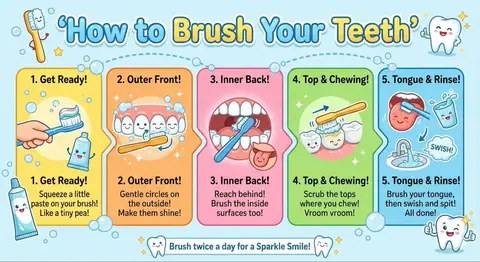 'How to Brush Your Teeth'
1. Get Ready!
2. Outer Front!
3. Inner Back!
4. Top & Chewing!
5. Tongue & Rinse!
SWISH!
1. Get Ready!
Squeeze a little
paste on your brush!
Like a tiny pea!
2. Outer Front!
Gentle circles on
the outside!
Make them shine!
3. Inner Back!
Reach behind!
Brush the inside
surfaces too!
4. Top & Chewing!
Scrub the tops
where you chew!
Vroom vroom!
5. Tongue & Rinse!
Brush your tongue,
then swish and spit!
All done!
Brush twice a day for a Sparkle Smile!